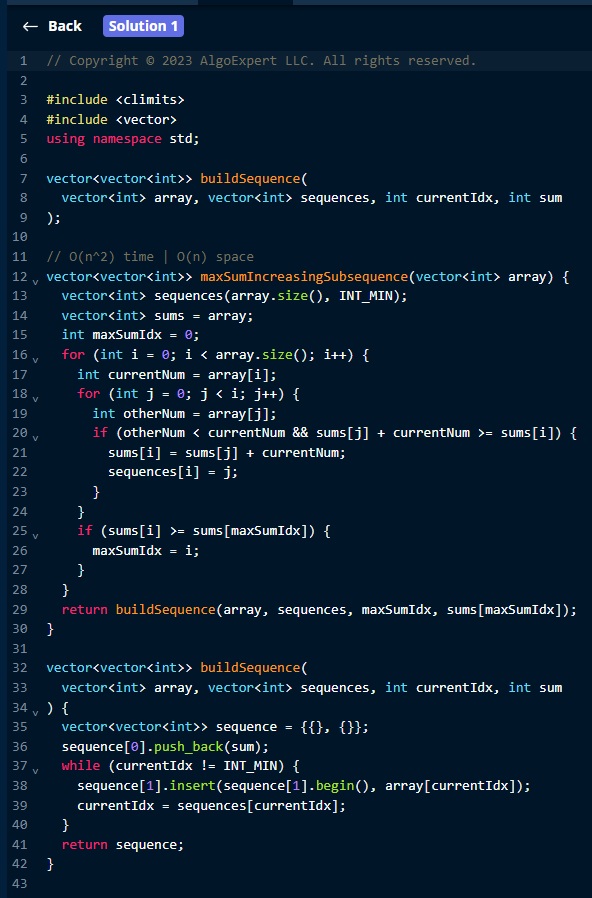 ← Back Solution 1
1 // Copyright © 2023 AlgoExpert LLC. All rights reserved.
2
3 #include <climits>
4 #include <vector>
5 using namespace std;
6
7 vector<vector<int>> buildSequence(
8   vector<int> array, vector<int> sequences, int currentIdx, int sum
9 );
10
11 // O(n^2) time | O(n) space
12 vector<vector<int>> maxSumIncreasingSubsequence(vector<int> array) {
13   vector<int> sequences(array.size(), INT_MIN);
14   vector<int> sums = array;
15   int maxSumIdx = 0;
16   for (int i = 0; i < array.size(); i++) {
17     int currentNum = array[i];
18     for (int j = 0; j < i; j++) {
19       int otherNum = array[j];
20       if (otherNum < currentNum && sums[j] + currentNum >= sums[i]) {
21         sums[i] = sums[j] + currentNum;
22         sequences[i] = j;
23       }
24     }
25     if (sums[i] >= sums[maxSumIdx]) {
26       maxSumIdx = i;
27     }
28   }
29   return buildSequence(array, sequences, maxSumIdx, sums[maxSumIdx]);
30 }
31
32 vector<vector<int>> buildSequence(
33   vector<int> array, vector<int> sequences, int currentIdx, int sum
34 ) {
35   vector<vector<int>> sequence = {{}, {}};
36   sequence[0].push_back(sum);
37   while (currentIdx != INT_MIN) {
38     sequence[1].insert(sequence[1].begin(), array[currentIdx]);
39     currentIdx = sequences[currentIdx];
40   }
41   return sequence;
42 }
43